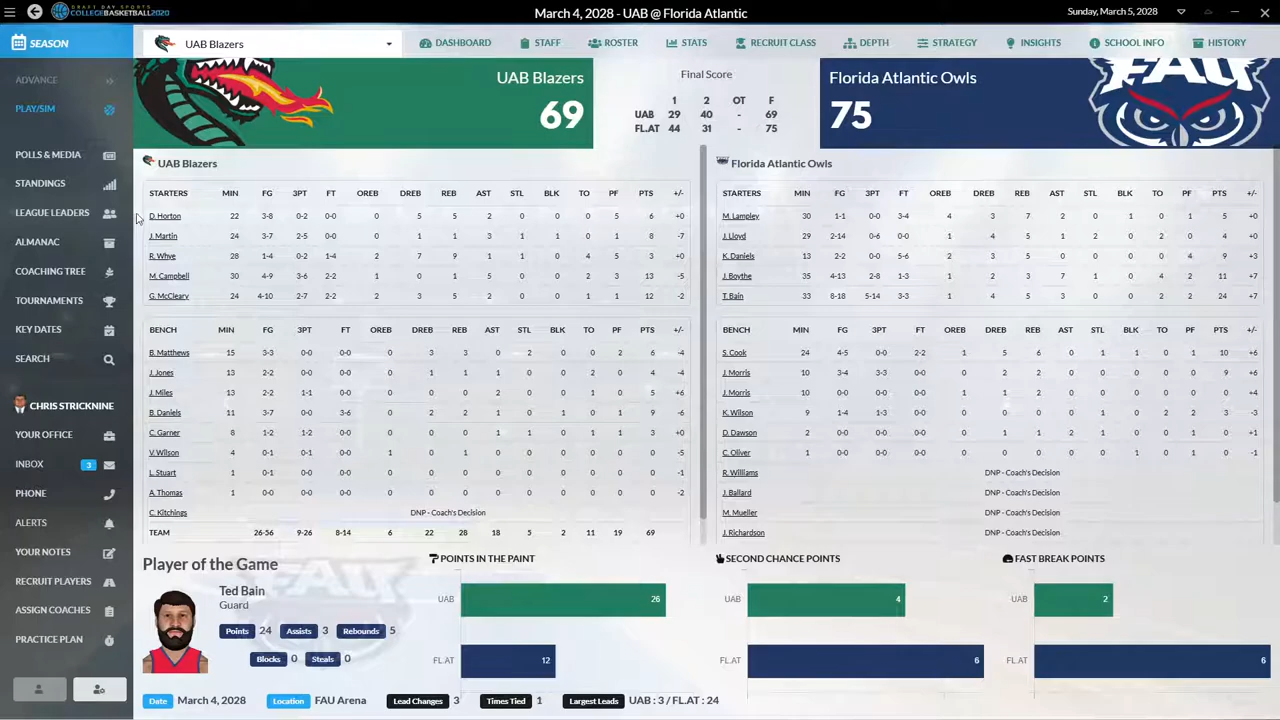 DRAFT DAY SPORTS
COLLEGE BASKETBALL 2020
March 4, 2028 - UAB @ Florida Atlantic
Sunday, March 5, 2028
SEASON
UAB Blazers
DASHBOARD STAFF ROSTER STATS RECRUIT CLASS DEPTH STRATEGY INSIGHTS SCHOOL INFO HISTORY
ADVANCE
PLAY/SIM
POLLS & MEDIA
STANDINGS
LEAGUE LEADERS
ALMANAC
COACHING TREE
TOURNAMENTS
KEY DATES
SEARCH
CHRIS STRICKNINE
YOUR OFFICE
INBOX 3
PHONE
ALERTS
YOUR NOTES
RECRUIT PLAYERS
ASSIGN COACHES
PRACTICE PLAN
UAB Blazers
69
Final Score
1 2 OT F
UAB 29 40 - 69
FL.AT 44 31 - 75
Florida Atlantic Owls
75
FAU
UAB Blazers
STARTERS MIN FG 3PT FT OREB DREB REB AST STL BLK TO PF PTS +/-
D. Horton 22 3-8 0-2 0-0 0 5 5 2 0 0 0 5 6 +0
J. Martin 24 3-7 2-5 0-0 0 1 1 3 1 1 0 1 8 -7
R. Whye 28 1-4 0-2 1-4 2 7 9 1 1 0 4 5 3 +0
M. Campbell 30 4-9 3-6 2-2 1 0 1 5 0 0 2 3 13 -5
G. McCleary 24 4-10 2-7 2-2 2 3 5 2 0 0 1 1 12 -2
BENCH MIN FG 3PT FT OREB DREB REB AST STL BLK TO PF PTS +/-
B. Matthews 15 3-3 0-0 0-0 0 3 3 0 2 0 0 2 6 -4
J. Jones 13 2-2 0-0 0-0 0 1 1 1 0 0 2 0 4 -4
J. Miles 13 2-2 1-1 0-0 0 0 0 2 0 0 0 1 5 +6
B. Daniels 11 3-7 0-0 3-6 0 2 2 1 0 1 0 1 9 -6
C. Garner 8 1-2 1-2 0-0 0 0 0 1 1 0 1 1 3 +0
V. Wilson 4 0-1 0-1 0-0 1 0 1 0 0 0 0 0 0 -5
L. Stuart 1 0-1 0-0 0-0 0 0 0 0 0 0 0 0 0 -1
A. Thomas 1 0-0 0-0 0-0 0 0 0 0 0 0 1 0 0 -2
C. Kitchings DNP - Coach's Decision
TEAM 26-56 9-26 8-14 6 22 28 18 5 2 11 19 69
Florida Atlantic Owls
STARTERS MIN FG 3PT FT OREB DREB REB AST STL BLK TO PF PTS +/-
M. Lampley 30 1-3 0-0 3-4 4 3 7 2 0 1 0 1 5 +0
J. Lloyd 29 2-14 0-6 0-0 1 4 5 1 2 0 2 0 4 +0
K. Daniels 13 2-2 0-0 5-6 2 3 5 0 0 0 0 4 9 +3
J. Boythe 35 4-13 2-8 1-3 1 2 3 7 1 0 4 2 11 +7
T. Bain 33 8-18 5-14 3-3 1 4 5 3 0 0 2 2 24 +7
BENCH MIN FG 3PT FT OREB DREB REB AST STL BLK TO PF PTS +/-
S. Cook 24 4-5 0-0 2-2 1 5 6 0 1 1 0 1 10 +6
J. Morris 10 3-4 3-3 0-0 0 2 2 0 0 0 0 0 9 +6
J. Morris 10 0-0 0-0 0-0 1 1 2 0 0 0 0 0 0 +4
K. Wilson 9 1-4 1-3 0-0 0 0 0 0 1 0 2 2 3 -3
D. Dawson 2 0-0 0-0 0-0 0 1 1 2 0 0 0 1 0 +1
C. Oliver 1 0-0 0-0 0-0 0 0 0 0 0 1 0 1 0 -1
R. Williams DNP - Coach's Decision
J. Ballard DNP - Coach's Decision
M. Mueller DNP - Coach's Decision
J. Richardson DNP - Coach's Decision
Player of the Game
Ted Bain
Guard
Points 24 Assists 3 Rebounds 5
Blocks 0 Steals 0
POINTS IN THE PAINT
UAB 26
FL.AT 12
SECOND CHANCE POINTS
UAB 4
FL.AT 6
FAST BREAK POINTS
UAB 2
FL.AT 6
Date March 4, 2028 Location FAU Arena Lead Changes 3 Times Tied 1 Largest Leads UAB : 3 / FL.AT : 24